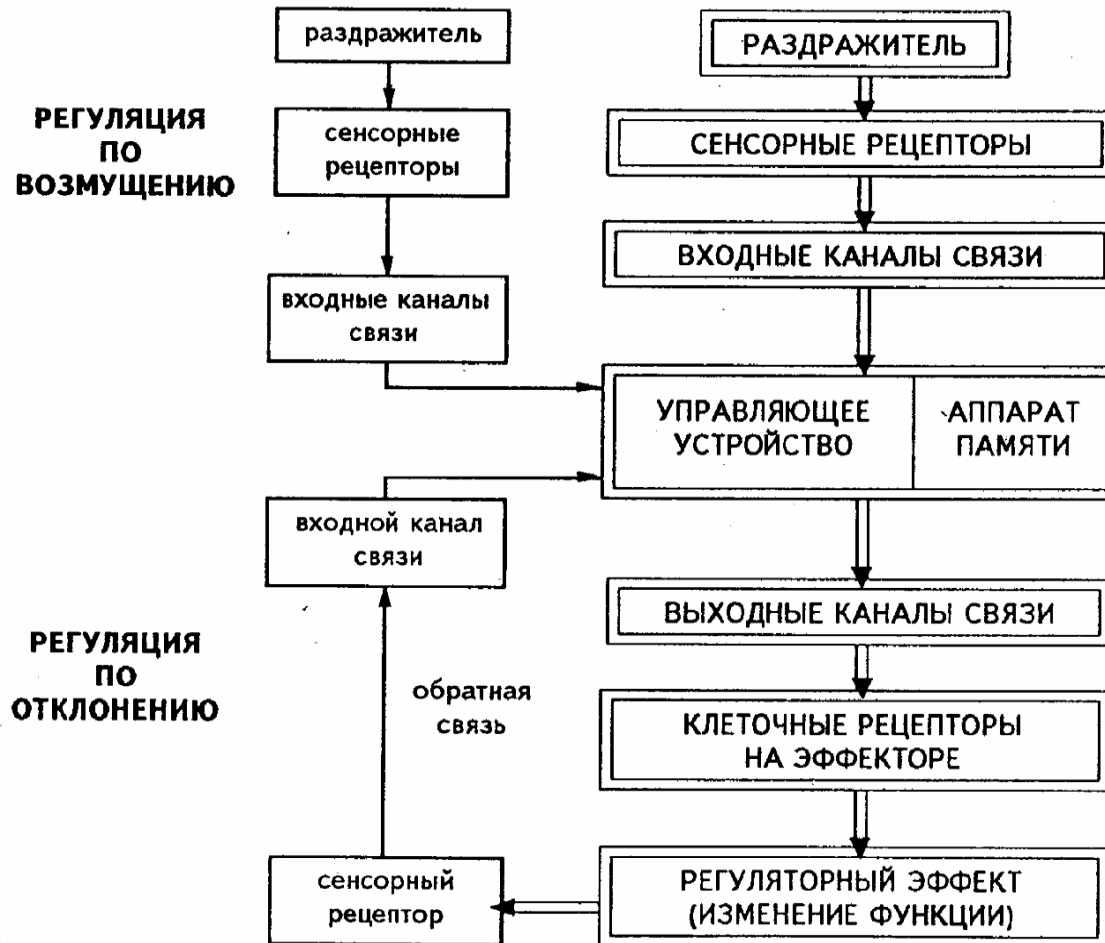 раздражитель
РАЗДРАЖИТЕЛЬ
РЕГУЛЯЦИЯ
ПО
ВОЗМУЩЕНИЮ
сенсорные
рецепторы
СЕНСОРНЫЕ РЕЦЕПТОРЫ
ВХОДНЫЕ КАНАЛЫ СВЯЗИ
входные каналы
связи
УПРАВЛЯЮЩЕЕ
УСТРОЙСТВО
АППАРАТ
ПАМЯТИ
входной канал
связи
ВЫХОДНЫЕ КАНАЛЫ СВЯЗИ
РЕГУЛЯЦИЯ
ПО
ОТКЛОНЕНИЮ
обратная
связь
КЛЕТОЧНЫЕ РЕЦЕПТОРЫ
НА ЭФФЕКТОРЕ
сенсорный
рецептор
РЕГУЛЯТОРНЫЙ ЭФФЕКТ
(ИЗМЕНЕНИЕ ФУНКЦИИ)